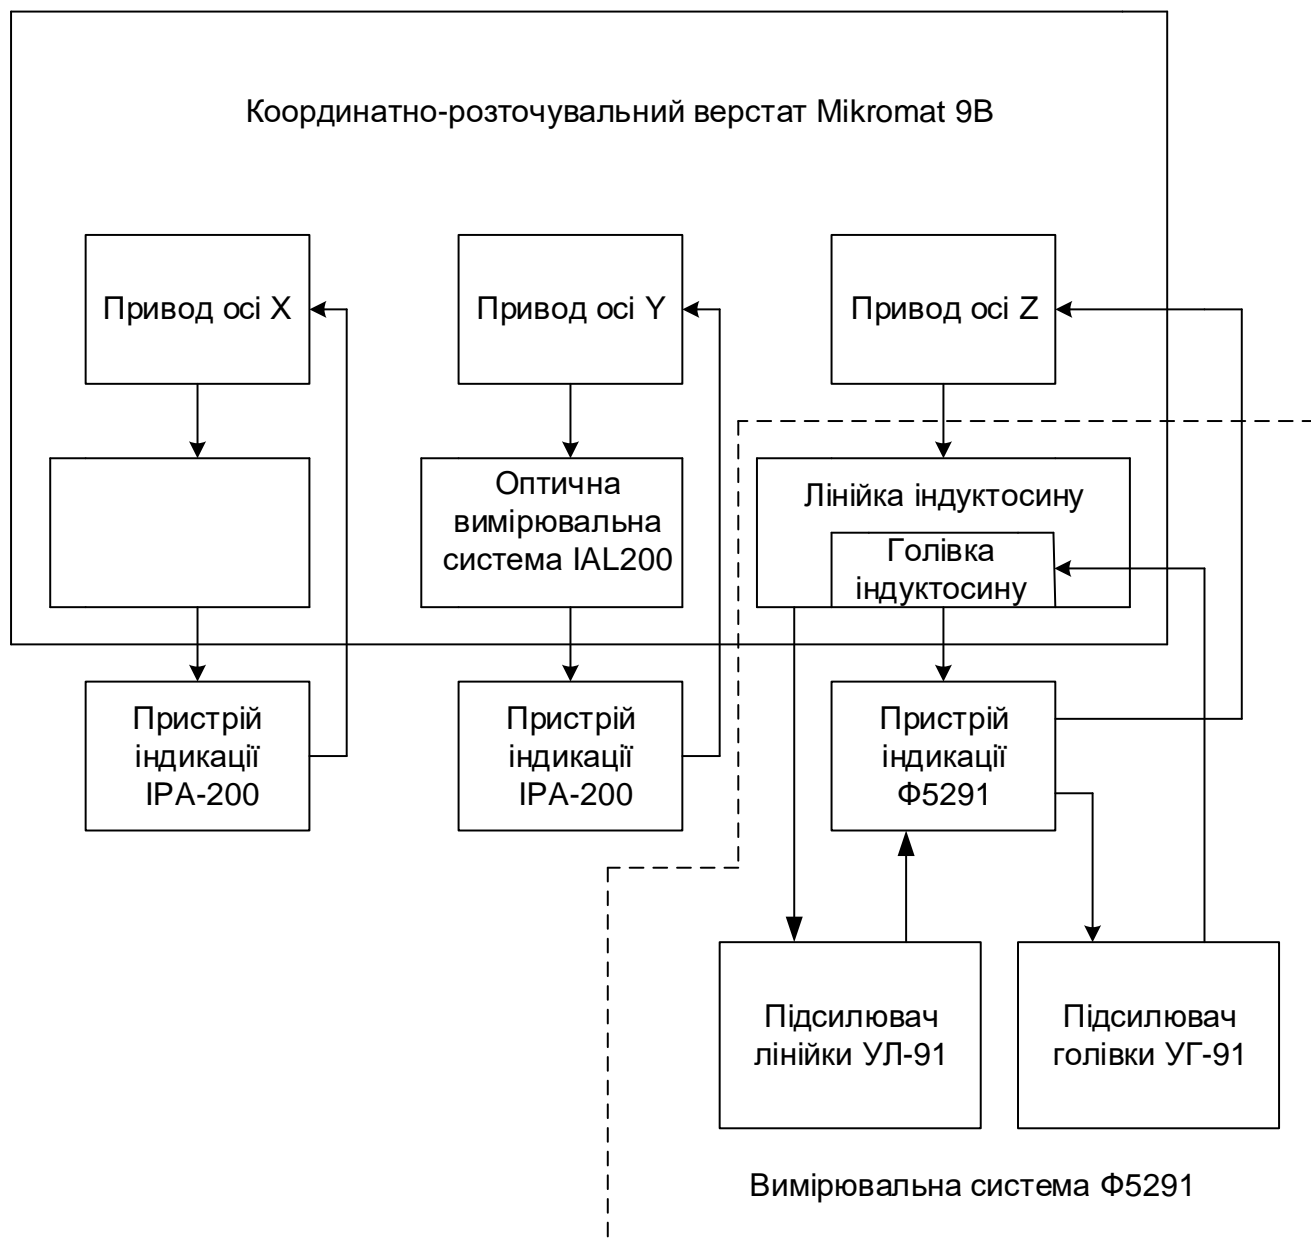 Координатно-розточувальний верстат Mikromat 9В
Привод осі X
Привод осі Y
Привод осі Z
Оптична
вимірювальна
система IAL200
Лінійка індуктосину
Голівка
індуктосину
Пристрій
індикації
IPA-200
Пристрій
індикації
IPA-200
Пристрій
індикації
Ф5291
Підсилювач
лінійки УЛ-91
Підсилювач
голівки УГ-91
Вимірювальна система Ф5291